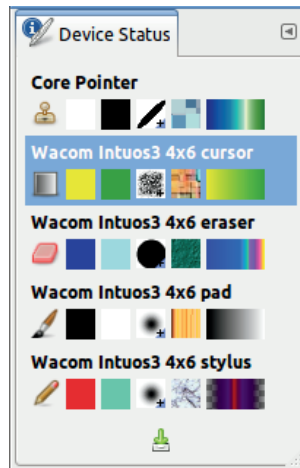 Device Status
Core Pointer
Wacom Intuos3 4x6 cursor
Wacom Intuos3 4x6 eraser
Wacom Intuos3 4x6 pad
Wacom Intuos3 4x6 stylus